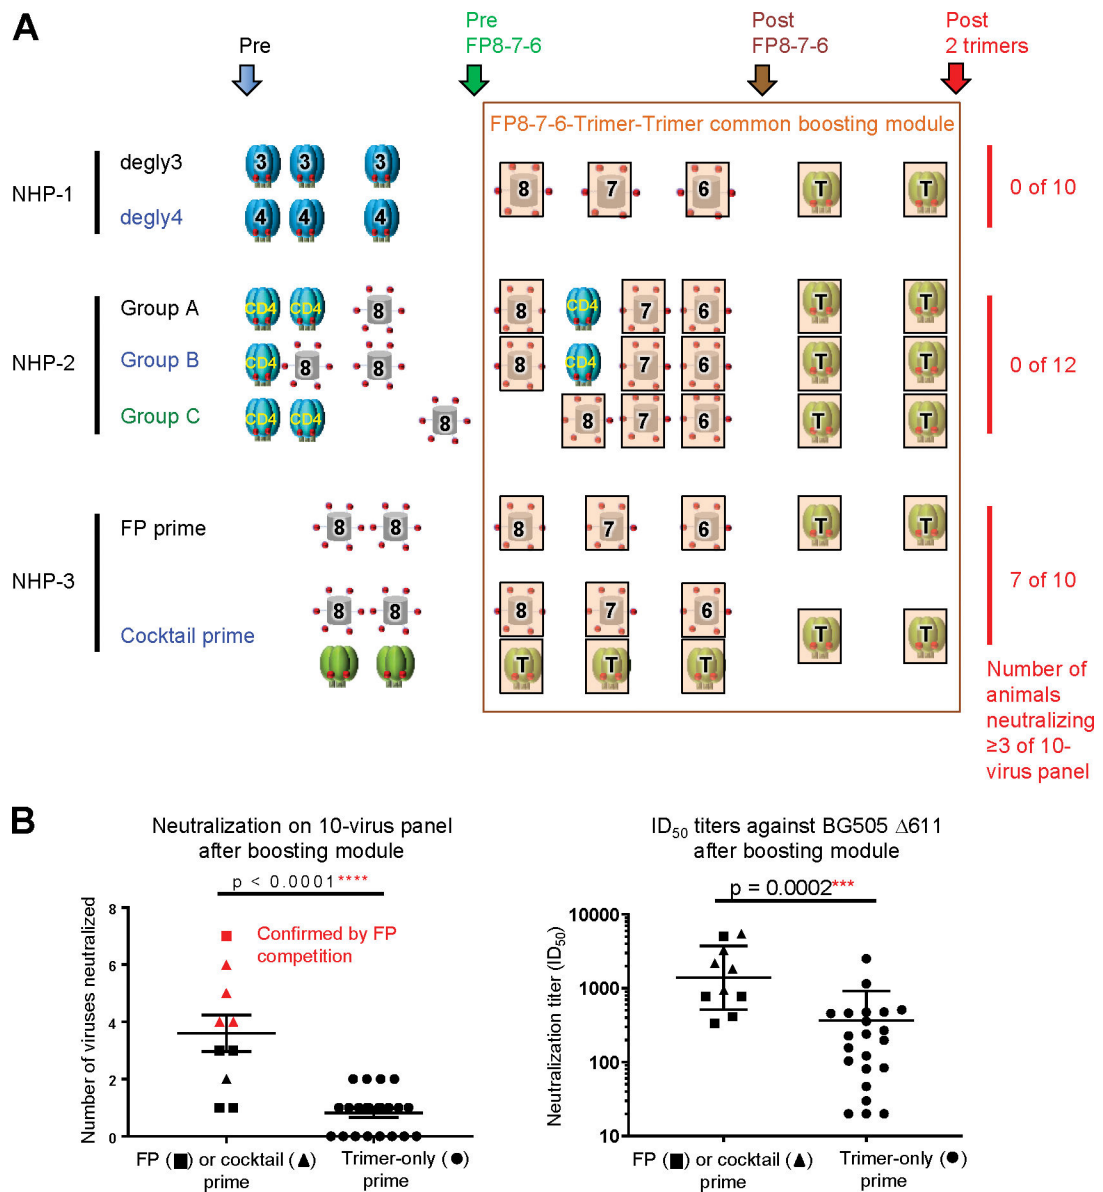 A
Pre
Pre
FP8-7-6
Post
FP8-7-6
Post
2 trimers
FP8-7-6-Trimer-Trimer common boosting module
NHP-1
degly3
3 3 3 8 7 6 T T
degly4
4 4 4
0 of 10
NHP-2
Group A
CD4 CD4 8 8 CD4 7 6 T T
Group B
CD4 8 8 8 CD4 7 6 T T
Group C
CD4 CD4 8 8 7 6 T T
0 of 12
NHP-3
FP prime
8 8 8 7 6 T T
Cocktail prime
8 8 8 7 6 T T
T T T
7 of 10
Number of
animals
neutralizing
≥3 of 10-
virus panel
B
Neutralization on 10-virus panel
after boosting module
p < 0.0001****
Number of viruses neutralized
8
6
4
2
0
Confirmed by FP
competition
FP (■) or cocktail (▲)
prime
Trimer-only (●)
prime
ID50 titers against BG505 Δ611
after boosting module
p = 0.0002***
Neutralization titer (ID50)
10000
1000
100
10
FP (■) or cocktail (▲)
prime
Trimer-only (●)
prime